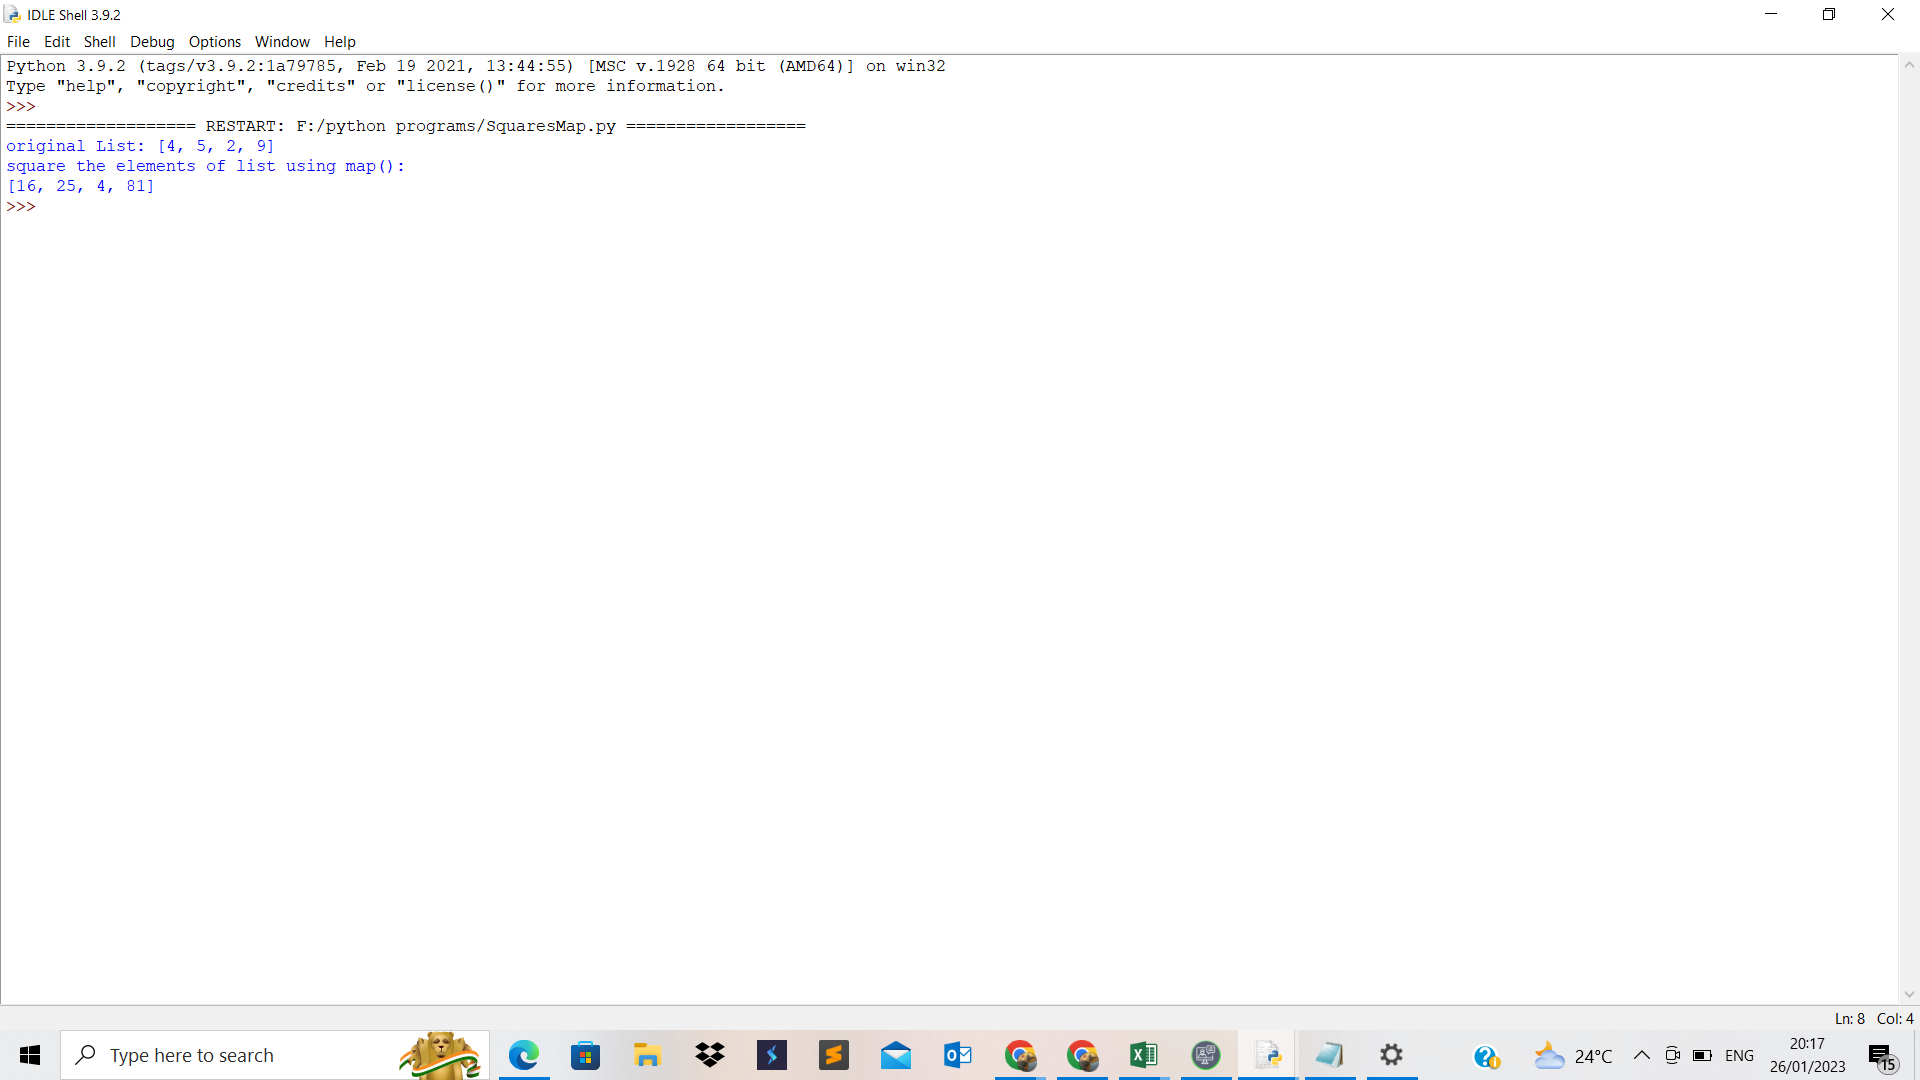 IDLE Shell 3.9.2
File Edit Shell Debug Options Window Help
Python 3.9.2 (tags/v3.9.2:1a79785, Feb 19 2021, 13:44:55) [MSC v.1928 64 bit (AMD64)] on win32
Type "help", "copyright", "credits" or "license()" for more information.
>>>
=================== RESTART: F:/python programs/SquaresMap.py ==================
original List: [4, 5, 2, 9]
square the elements of list using map():
[16, 25, 4, 81]
>>>
Ln: 8 Col: 4
Type here to search
24°C
ENG
20:17
26/01/2023
15